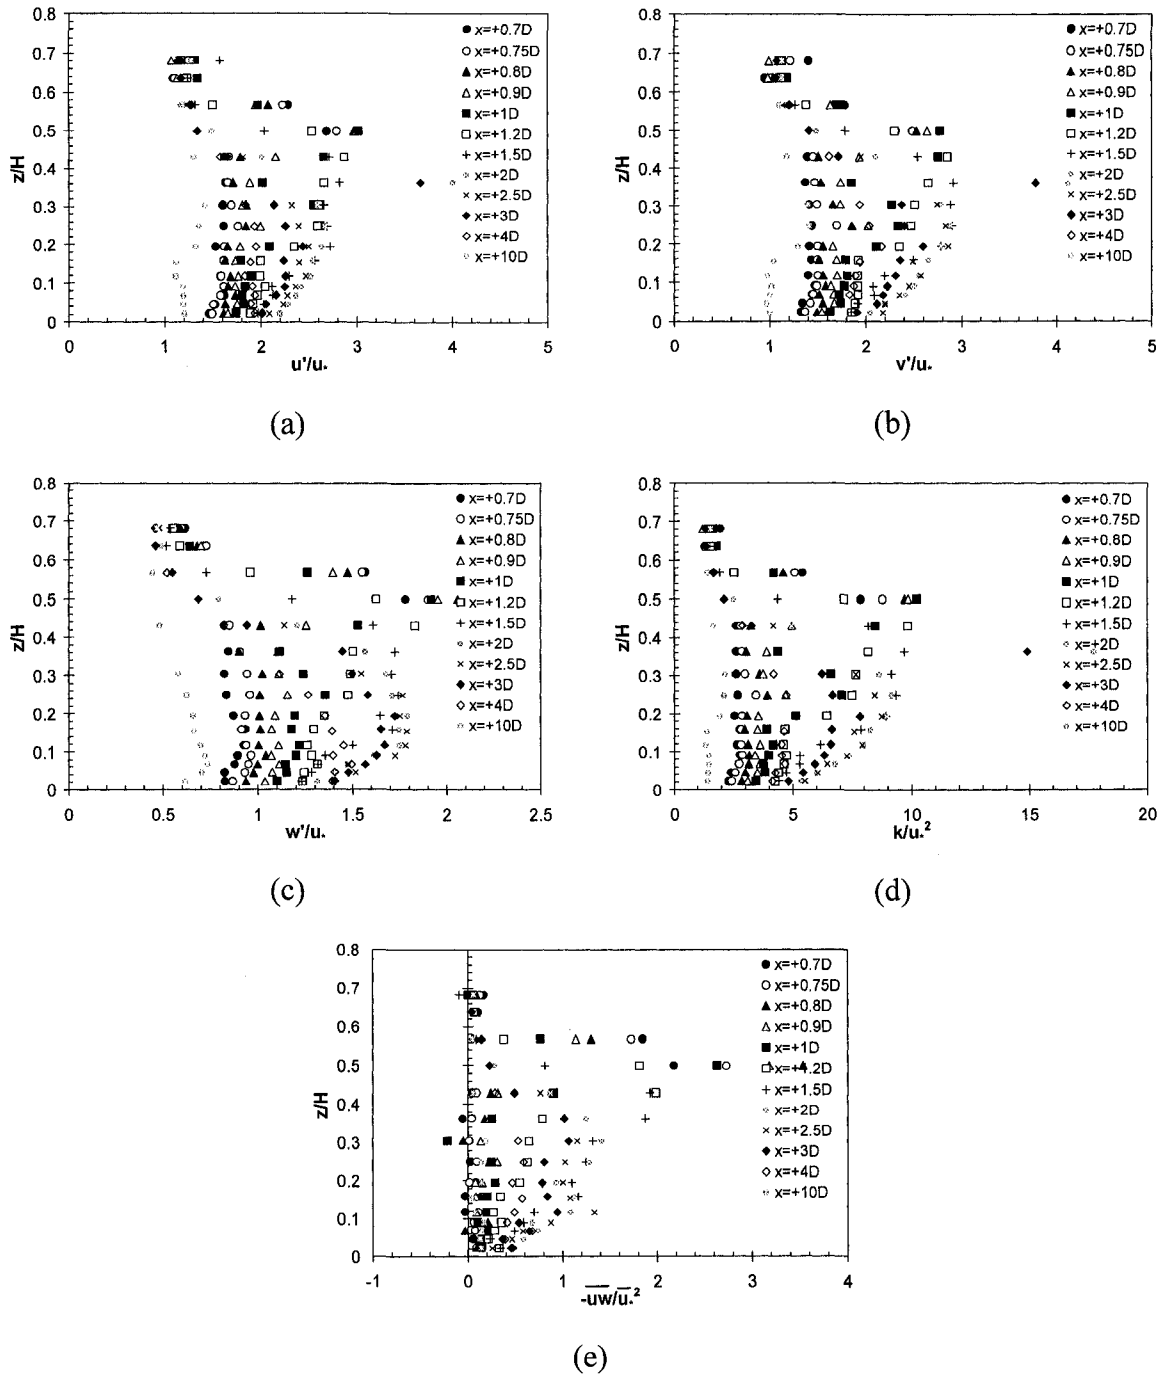 0.8
0.7
0.6
0.5
0.4
0.3
0.2
0.1
0
z/H
0 1 2 3 4 5
u'/u*
x=+0.7D
x=+0.75D
x=+0.8D
x=+0.9D
x=+1D
x=+1.2D
x=+1.5D
x=+2D
x=+2.5D
x=+3D
x=+4D
x=+10D
(a)
0.8
0.7
0.6
0.5
0.4
0.3
0.2
0.1
0
z/H
0 1 2 3 4 5
v'/u*
x=+0.7D
x=+0.75D
x=+0.8D
x=+0.9D
x=+1D
x=+1.2D
x=+1.5D
x=+2D
x=+2.5D
x=+3D
x=+4D
x=+10D
(b)
0.8
0.7
0.6
0.5
0.4
0.3
0.2
0.1
0
z/H
0 0.5 1 1.5 2 2.5
w'/u*
x=+0.7D
x=+0.75D
x=+0.8D
x=+0.9D
x=+1D
x=+1.2D
x=+1.5D
x=+2D
x=+2.5D
x=+3D
x=+4D
x=+10D
(c)
0.8
0.7
0.6
0.5
0.4
0.3
0.2
0.1
0
z/H
0 5 10 15 20
k/u*²
x=+0.7D
x=+0.75D
x=+0.8D
x=+0.9D
x=+1D
x=+1.2D
x=+1.5D
x=+2D
x=+2.5D
x=+3D
x=+4D
x=+10D
(d)
0.8
0.7
0.6
0.5
0.4
0.3
0.2
0.1
0
z/H
-1 0 1 2 3 4
-uw/u*²
x=+0.7D
x=+0.75D
x=+0.8D
x=+0.9D
x=+1D
x=+1.2D
x=+1.5D
x=+2D
x=+2.5D
x=+3D
x=+4D
x=+10D
(e)